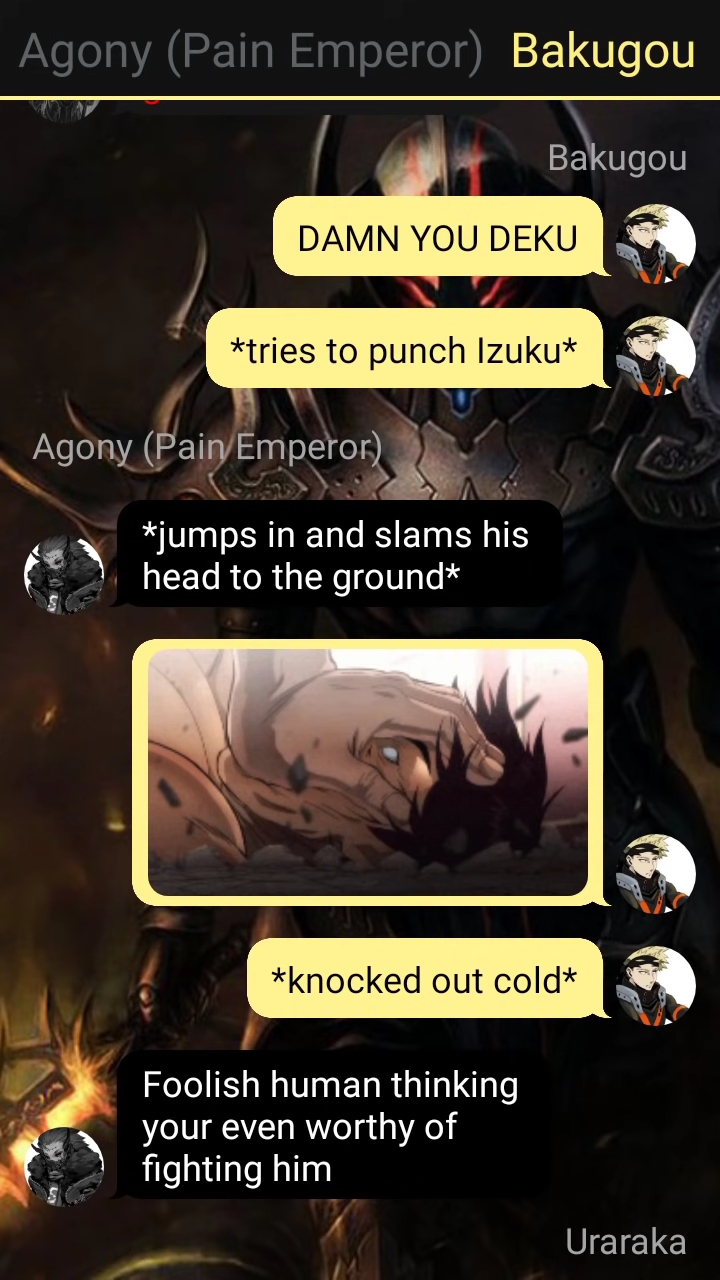 Agony (Pain Emperor) Bakugou
Bakugou
DAMN YOU DEKU
*tries to punch Izuku*
Agony (Pain Emperor)
*jumps in and slams his
head to the ground*
*knocked out cold*
Foolish human thinking
your even worthy of
fighting him
Uraraka